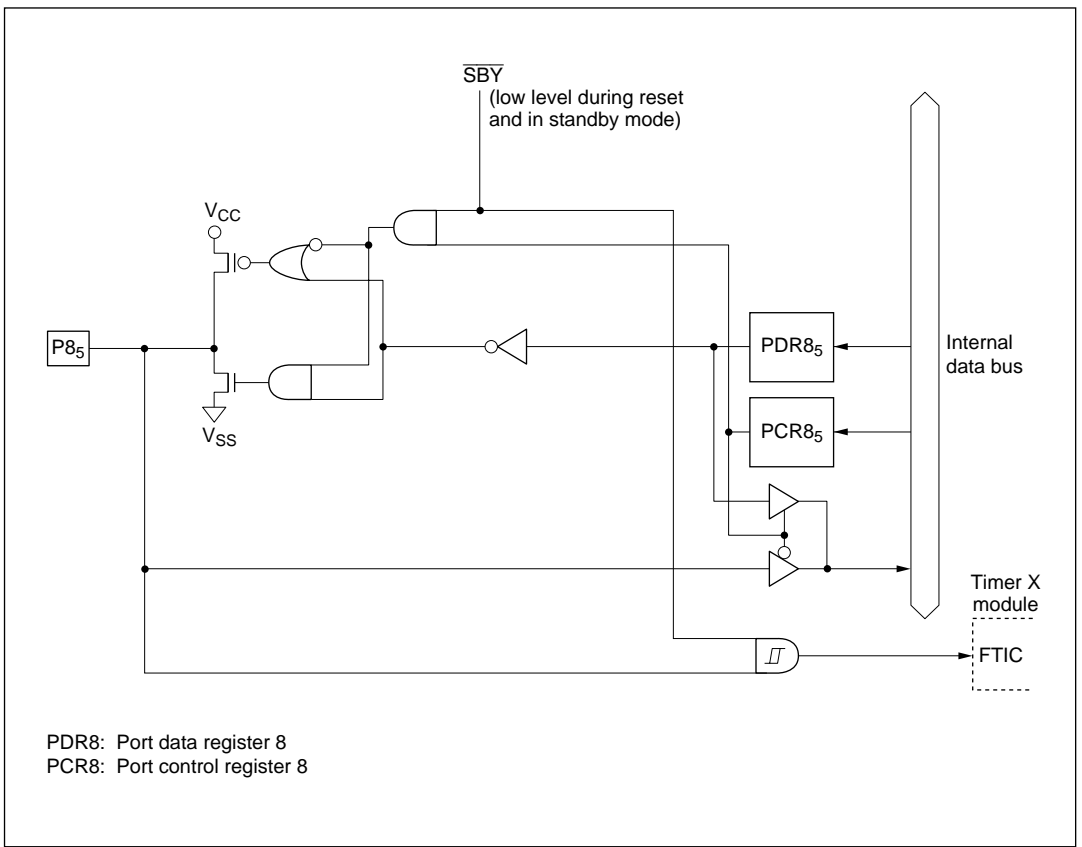 S̅B̅Y̅
(low level during reset
and in standby mode)
VCC
P85
VSS
PDR85
PCR85
Internal
data bus
Timer X
module
FTIC
PDR8: Port data register 8
PCR8: Port control register 8